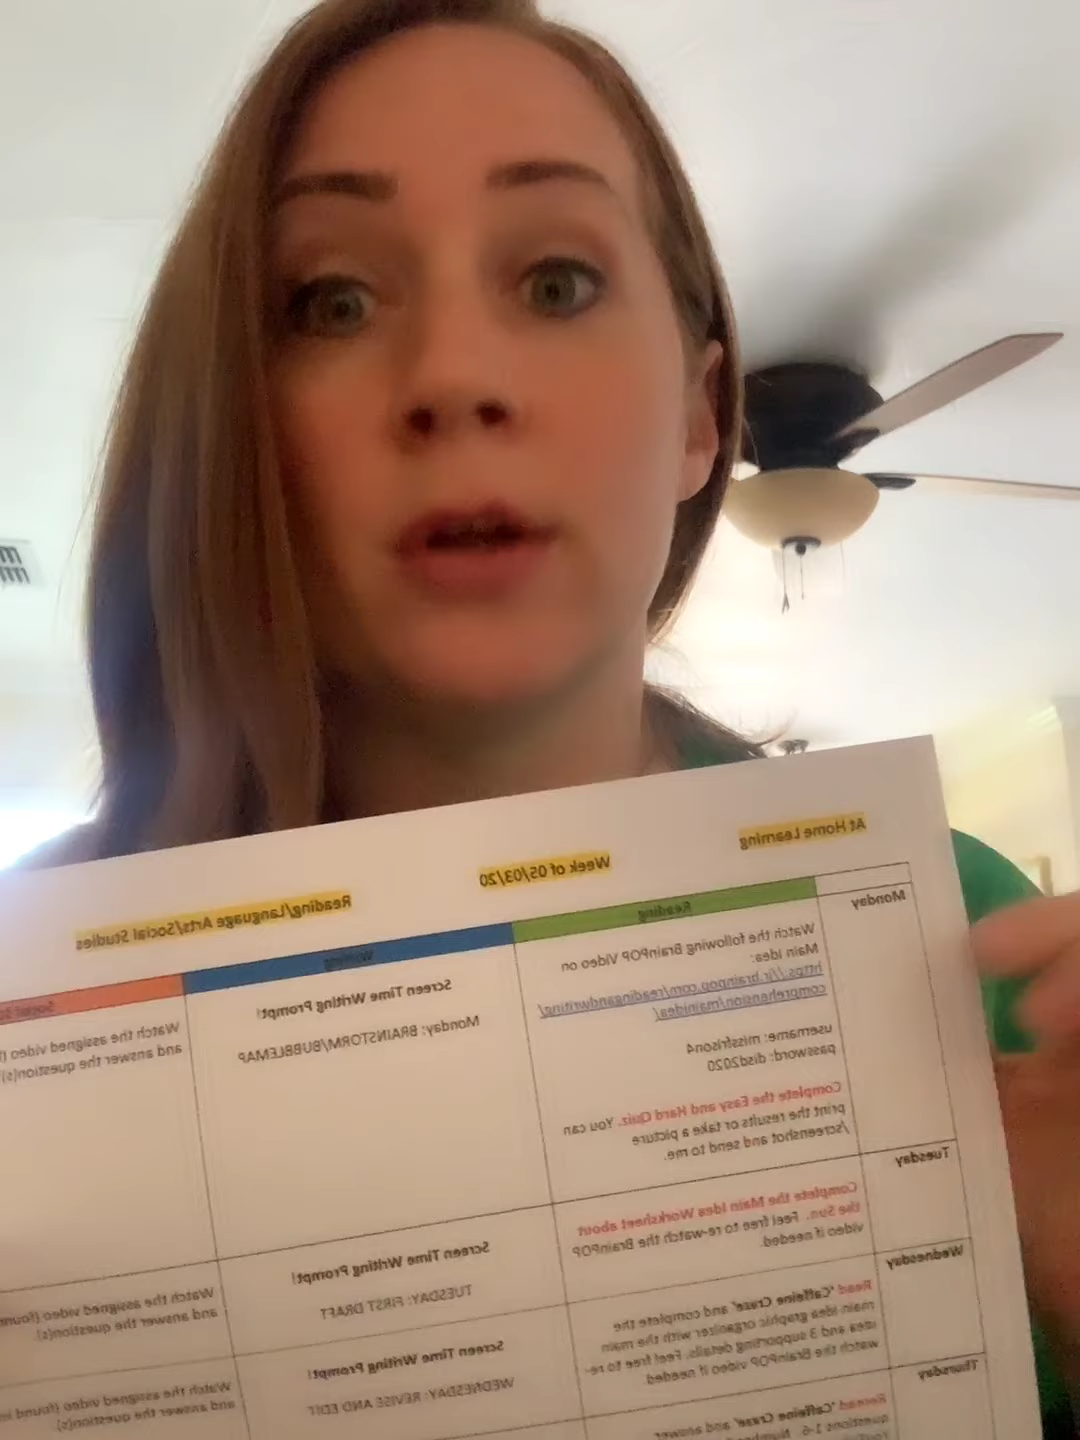 At Home Learning
Week of 05/03/20
Reading/Language Arts/Social Studies
Monday
Reading
Watch the following BrainPOP Video on
Main Idea:
https://jr.brainpop.com/readingandwriting/
comprehension/mainidea/
username: missfrison4
password: disd2020
Complete the Easy and Hard Quiz. You can
print the results or take a picture
/screenshot and send to me.
Writing
Screen Time Writing Prompt!
Monday: BRAINSTORM/BUBBLEMAP
Social
Watch the assigned video
and answer the question(s)
Tuesday
Complete the Main Idea Worksheet about
the Sun. Feel free to re-watch the BrainPOP
video if needed.
Screen Time Writing Prompt!
TUESDAY: FIRST DRAFT
Watch the assigned video (found
and answer the question(s).
Wednesday
Read "Caffeine Craze" and complete the
main idea graphic organizer with the main
idea and 3 supporting details. Feel free to re-
watch the BrainPOP video if needed.
Screen Time Writing Prompt!
WEDNESDAY: REVISE AND EDIT
Watch the assigned video (found in
and answer the question(s).
Thursday
Reread "Caffeine Craze" and answer
questions 1-6.